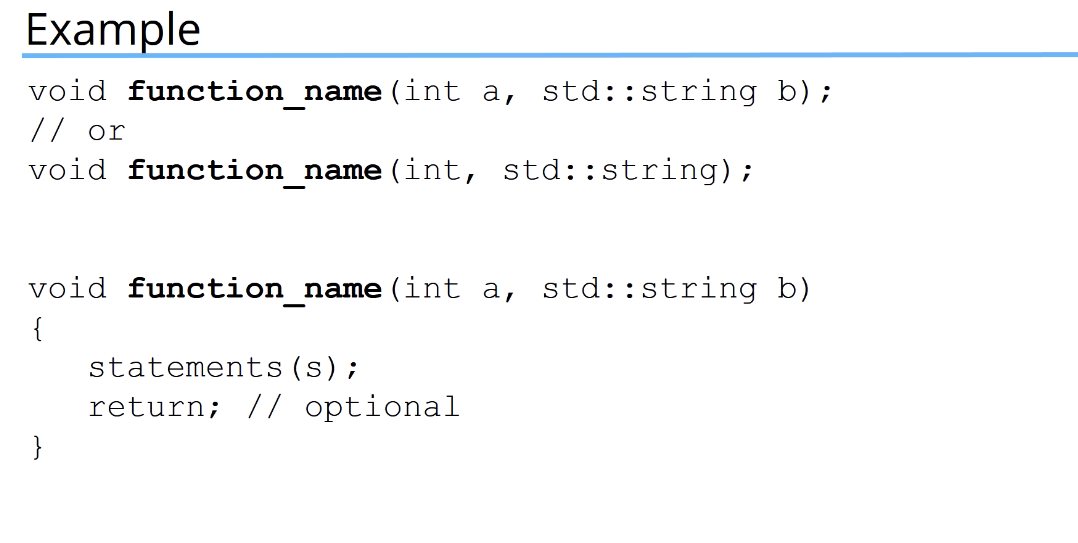 Example
void function_name(int a, std::string b);
// or
void function_name(int, std::string);
void function_name(int a, std::string b)
{
statements(s);
return; // optional
}